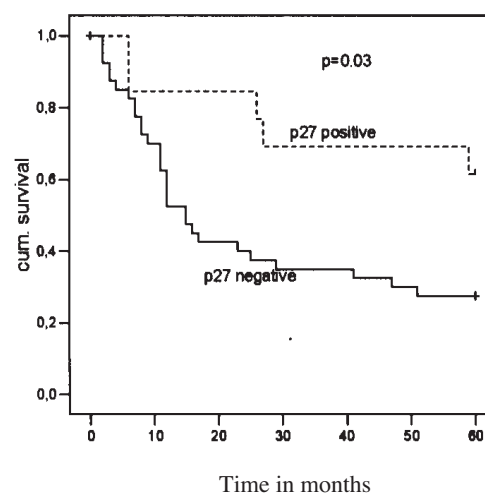 1,0
0,8
0,6
0,4
0,2
0,0
cum. survival
p=0.03
p27 positive
p27 negative
0 10 20 30 40 50 60
Time in months